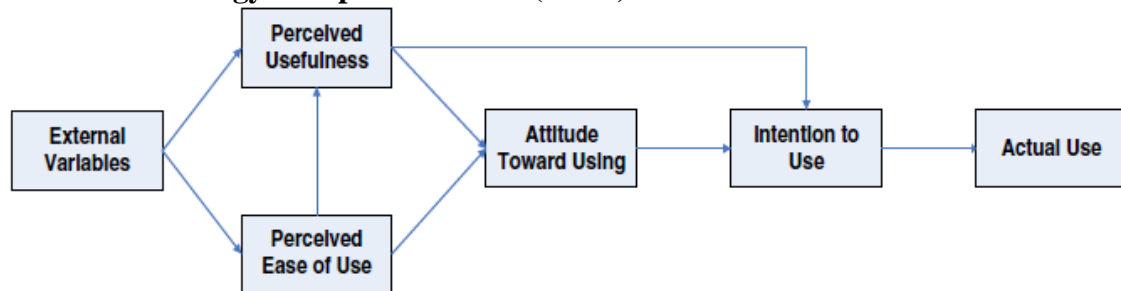 Perceived
Usefulness
External
Variables
Attitude
Toward Using
Intention to
Use
Actual Use
Perceived
Ease of Use